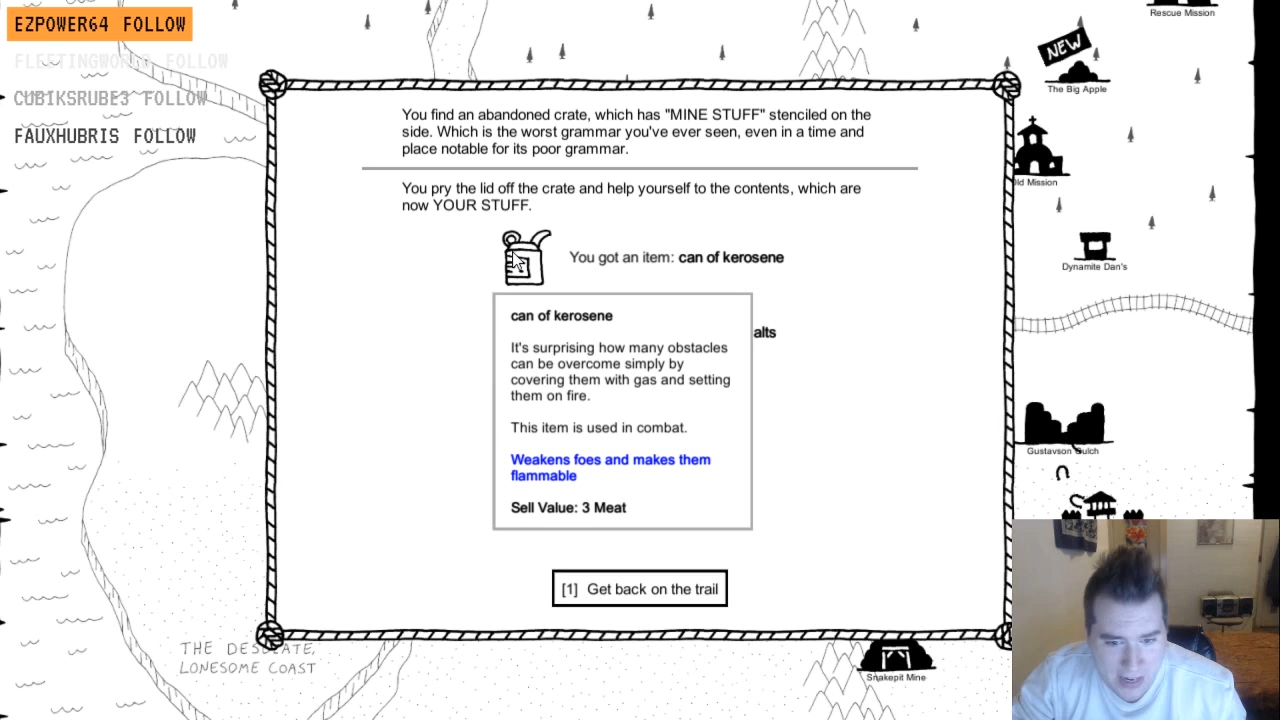 EZPOWER64 FOLLOW
FLEETINGWORLD FOLLOW
CUBIKSRUBE3 FOLLOW
FAUXHUBRIS FOLLOW
Rescue Mission
NEW
The Big Apple
You find an abandoned crate, which has "MINE STUFF" stenciled on the
side. Which is the worst grammar you've ever seen, even in a time and
place notable for its poor grammar.
You pry the lid off the crate and help yourself to the contents, which are
now YOUR STUFF.
ld Mission
Dynamite Dan's
You got an item: can of kerosene
can of kerosene
It's surprising how many obstacles
can be overcome simply by
covering them with gas and setting
them on fire.
This item is used in combat.
Weakens foes and makes them
flammable
Sell Value: 3 Meat
alts
Gustavson Gulch
[1] Get back on the trail
THE DESOLATE,
LONESOME COAST
Snakepit Mine